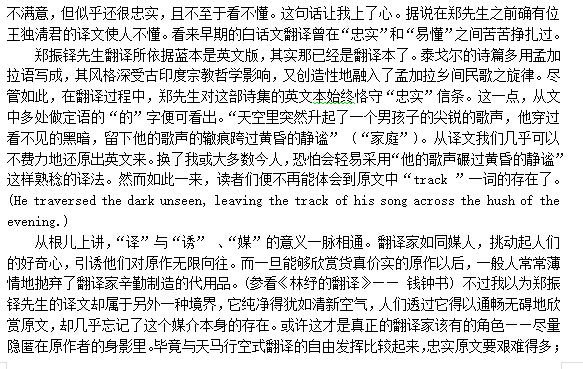 不满意，但似乎还很忠实，且不至于看不懂。这句话让我上了心。据说在郑先生之前确有位
王独清君的译文使人不懂。看来早期的白话文翻译曾在“忠实”和“易懂”之间苦苦挣扎过。
郑振铎先生翻译所依据蓝本是英文版，其实那已经是翻译本了。泰戈尔的诗篇多用孟加
拉语写成，其风格深受古印度宗教哲学影响，又创造性地融入了孟加拉乡间民歌之旋律。尽
管如此，在翻译过程中，郑先生对这部诗集的英文本始终恪守“忠实”信条。这一点，从文
中多处做定语的“的”字便可看出。“天空里突然升起了一个男孩子的尖锐的歌声，他穿过
看不见的黑暗，留下他的歌声的辙痕跨过黄昏的静谧”（“家庭”）。从译文我们几乎可以
不费力地还原出英文来。换了我或大多数今人，恐怕会轻易采用“他的歌声碾过黄昏的静谧”
这样熟稔的译法。然而如此一来，读者们便不再能体会到原文中“track ”一词的存在了。
(He traversed the dark unseen, leaving the track of his song across the hush of the
evening.)
从根儿上讲，“译”与“诱” 、“媒”的意义一脉相通。翻译家如同媒人，挑动起人们
的好奇心，引诱他们对原作无限向往。而一旦能够欣赏货真价实的原作以后，一般人常常薄
情地抛弃了翻译家辛勤制造的代用品。(参看《林纾的翻译》—— 钱钟书) 不过我以为郑振
铎先生的译文却属于另外一种境界，它纯净得犹如清新空气，人们透过它得以通畅无碍地欣
赏原文，却几乎忘记了这个媒介本身的存在。或许这才是真正的翻译家该有的角色——尽量
隐匿在原作者的身影里。毕竟与天马行空式翻译的自由发挥比较起来，忠实原文要艰难得多；